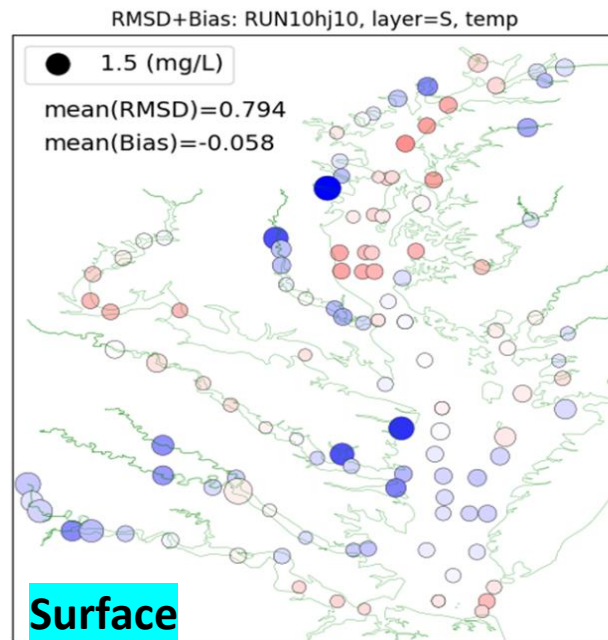 RMSD+Bias: RUN10hj10, layer=S, temp
1.5 (mg/L)
mean(RMSD)=0.794
mean(Bias)=-0.058
Surface